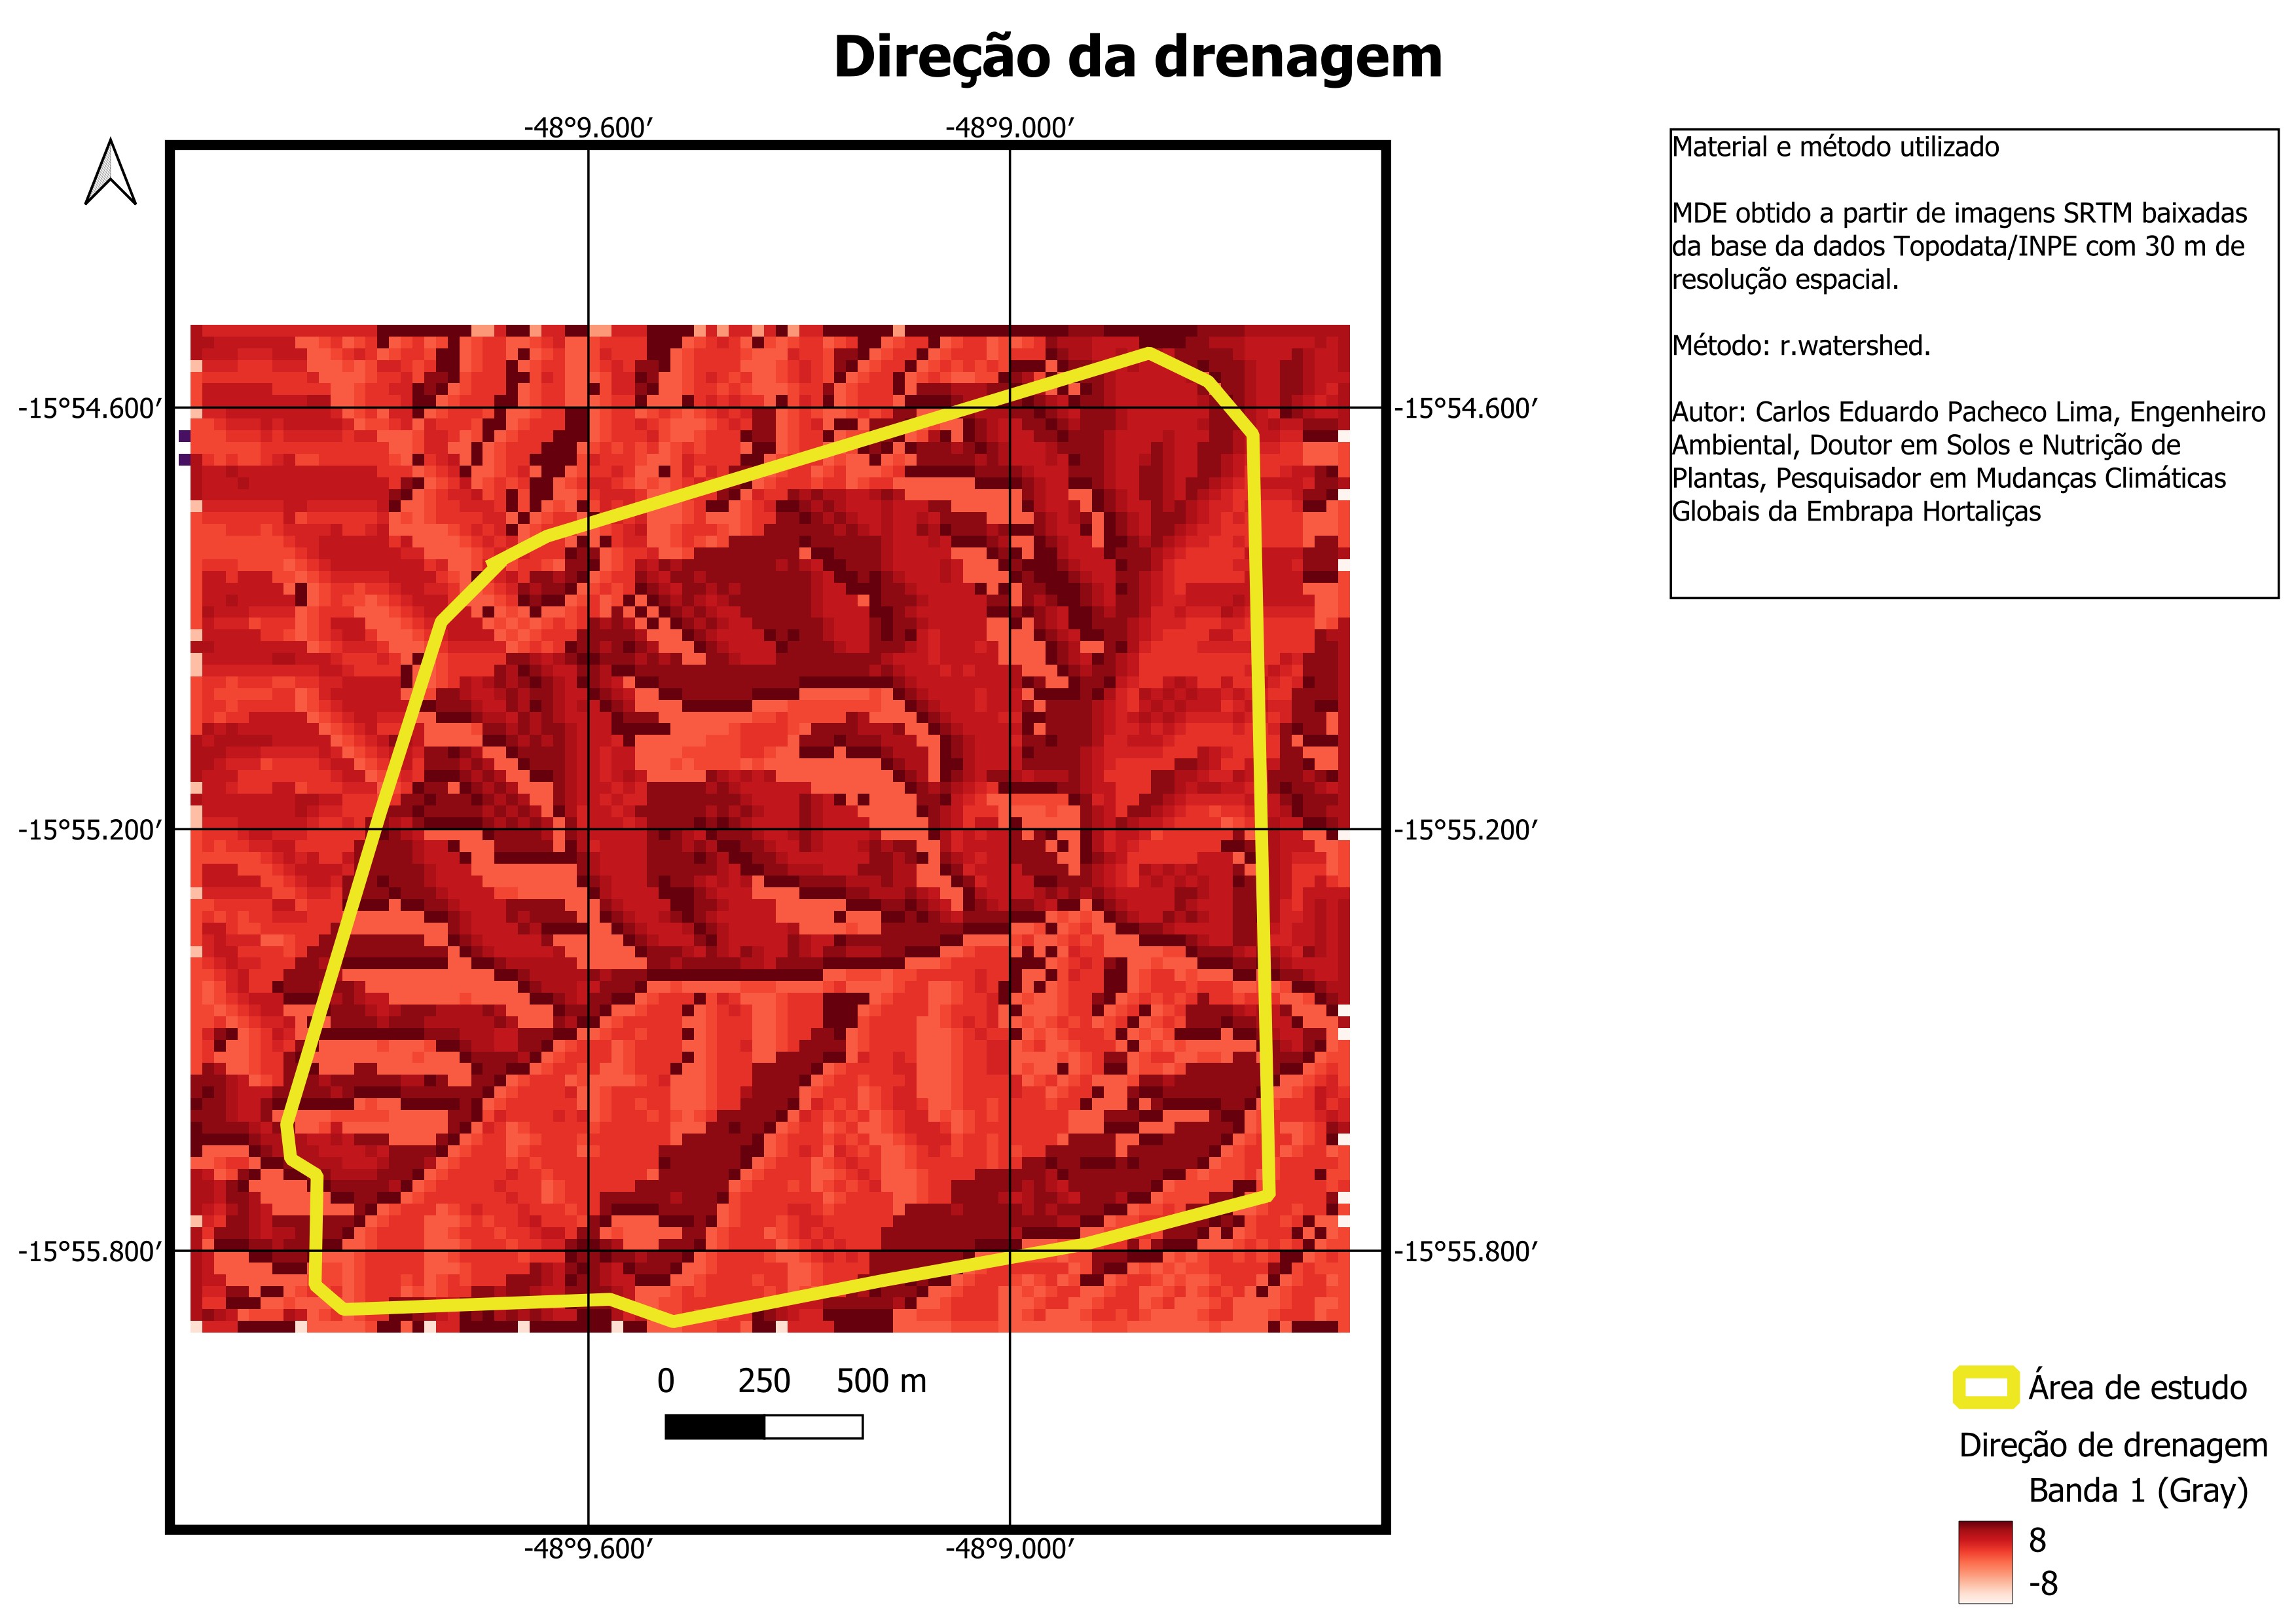 Direção da drenagem
-48°9.600′
-48°9.000′
Material e método utilizado
MDE obtido a partir de imagens SRTM baixadas
da base da dados Topodata/INPE com 30 m de
resolução espacial.
Método: r.watershed.
Autor: Carlos Eduardo Pacheco Lima, Engenheiro
Ambiental, Doutor em Solos e Nutrição de
Plantas, Pesquisador em Mudanças Climáticas
Globais da Embrapa Hortaliças
-15°54.600′
-15°54.600′
-15°55.200′
-15°55.200′
-15°55.800′
-15°55.800′
0 250 500 m
-48°9.600′
-48°9.000′
Área de estudo
Direção de drenagem
Banda 1 (Gray)
8
-8